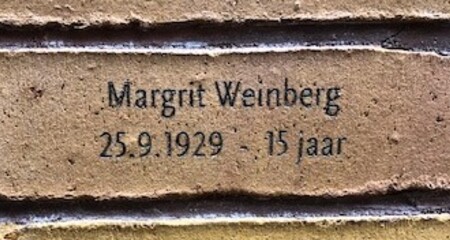 Margrit Weinberg
25.9.1929 - 15 jaar